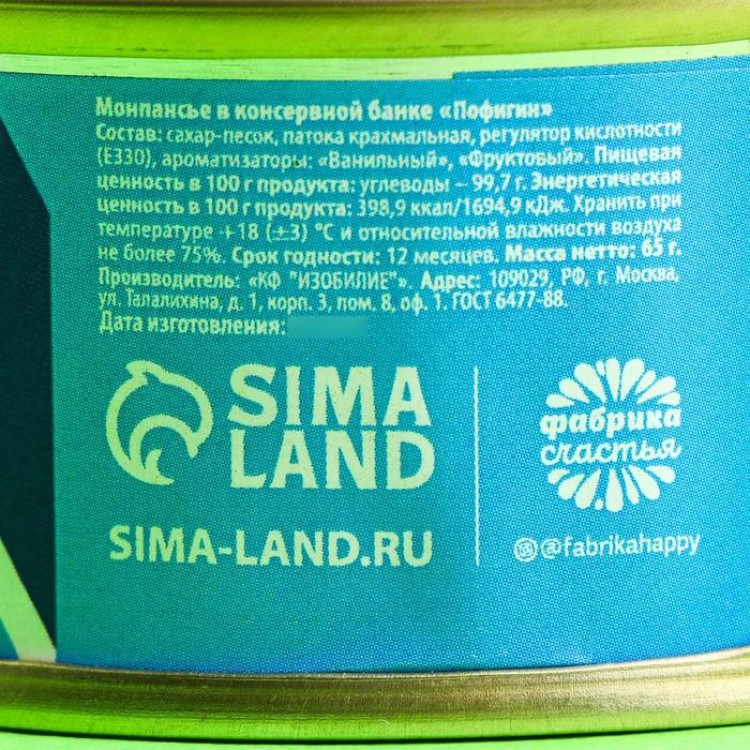 Монпансье в консервной банке «Пофигин»
Состав: сахар-песок, патока крахмальная, регулятор кислотности
(Е330), ароматизаторы: «Ванильный», «Фруктовый». Пищевая
ценность в 100 г продукта: углеводы – 99,7 г. Энергетическая
ценность в 100 г продукта: 398,9 ккал/1694,9 кДж. Хранить при
температуре +18 (±3) °С и относительной влажности воздуха
не более 75%. Срок годности: 12 месяцев. Масса нетто: 65 г.
Производитель: «КФ "ИЗОБИЛИЕ"». Адрес: 109029, РФ, г. Москва,
ул. Талалихина, д. 1, корп. 3, пом. 8, оф. 1. ГОСТ 6477-88.
Дата изготовления:
SIMA
LAND
SIMA-LAND.RU
фабрика
счастья
@fabrikahappy